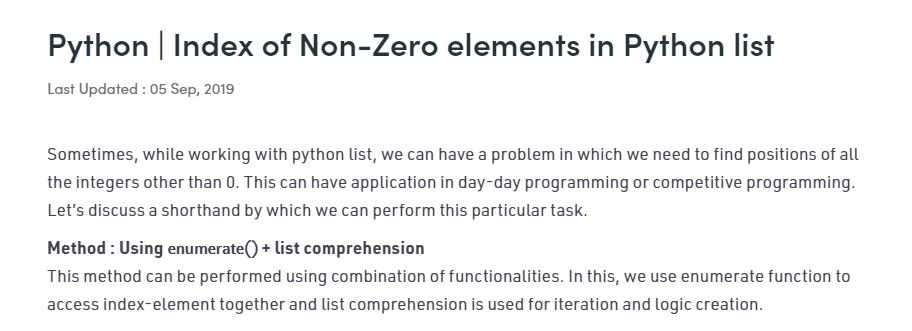 Python | Index of Non-Zero elements in Python list
Last Updated : 05 Sep, 2019
Sometimes, while working with python list, we can have a problem in which we need to find positions of all
the integers other than 0. This can have application in day-day programming or competitive programming.
Let’s discuss a shorthand by which we can perform this particular task.
Method : Using enumerate() + list comprehension
This method can be performed using combination of functionalities. In this, we use enumerate function to
access index-element together and list comprehension is used for iteration and logic creation.